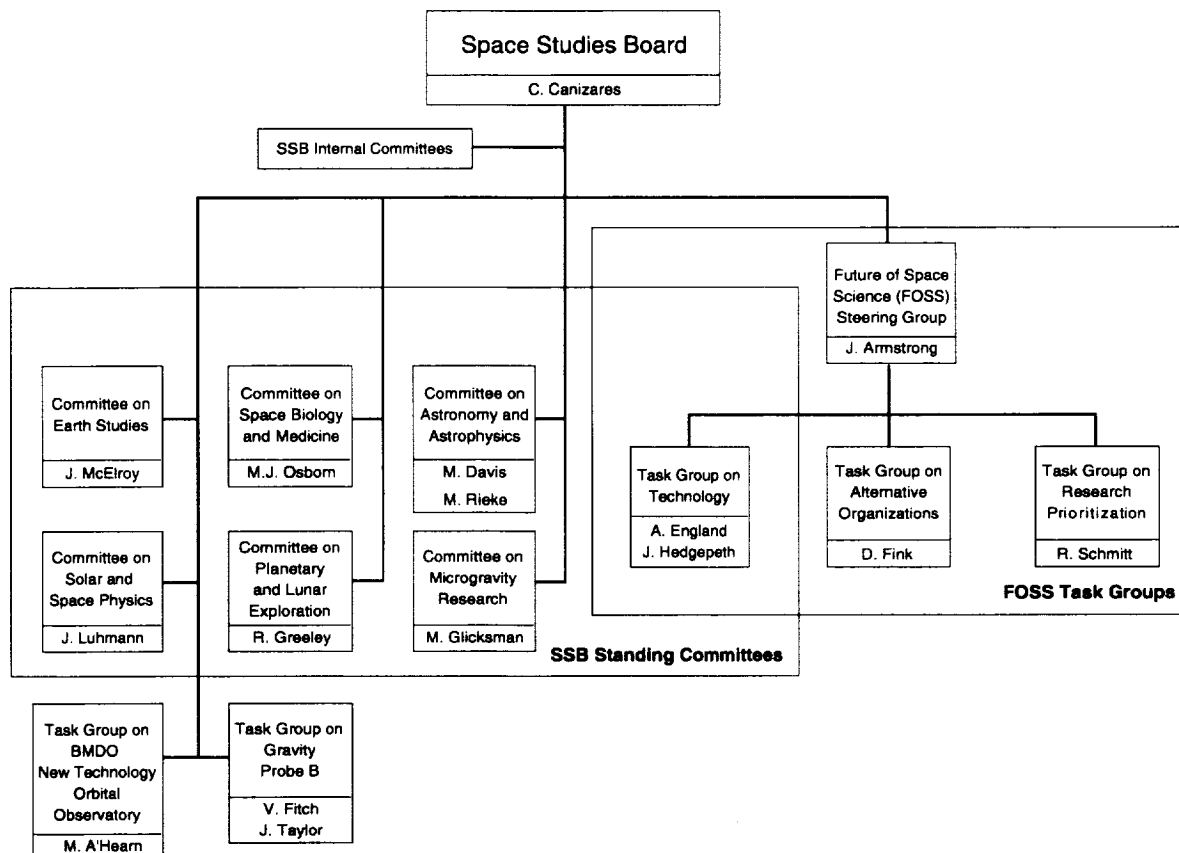 Space Studies Board
C. Canizares
SSB Internal Committees
Future of Space
Science (FOSS)
Steering Group
J. Armstrong
Committee on
Earth Studies
J. McElroy
Committee on
Space Biology
and Medicine
M.J. Osborn
Committee on
Astronomy and
Astrophysics
M. Davis
M. Rieke
Task Group on
Technology
A. England
J. Hedgepeth
Task Group on
Alternative
Organizations
D. Fink
Task Group on
Research
Prioritization
R. Schmitt
FOSS Task Groups
Committee on
Solar and
Space Physics
J. Luhmann
Committee on
Planetary
and Lunar
Exploration
R. Greeley
Committee on
Microgravity
Research
M. Glicksman
SSB Standing Committees
Task Group on
BMDO
New Technology
Orbital
Observatory
M. A'Hearn
Task Group on
Gravity
Probe B
V. Fitch
J. Taylor